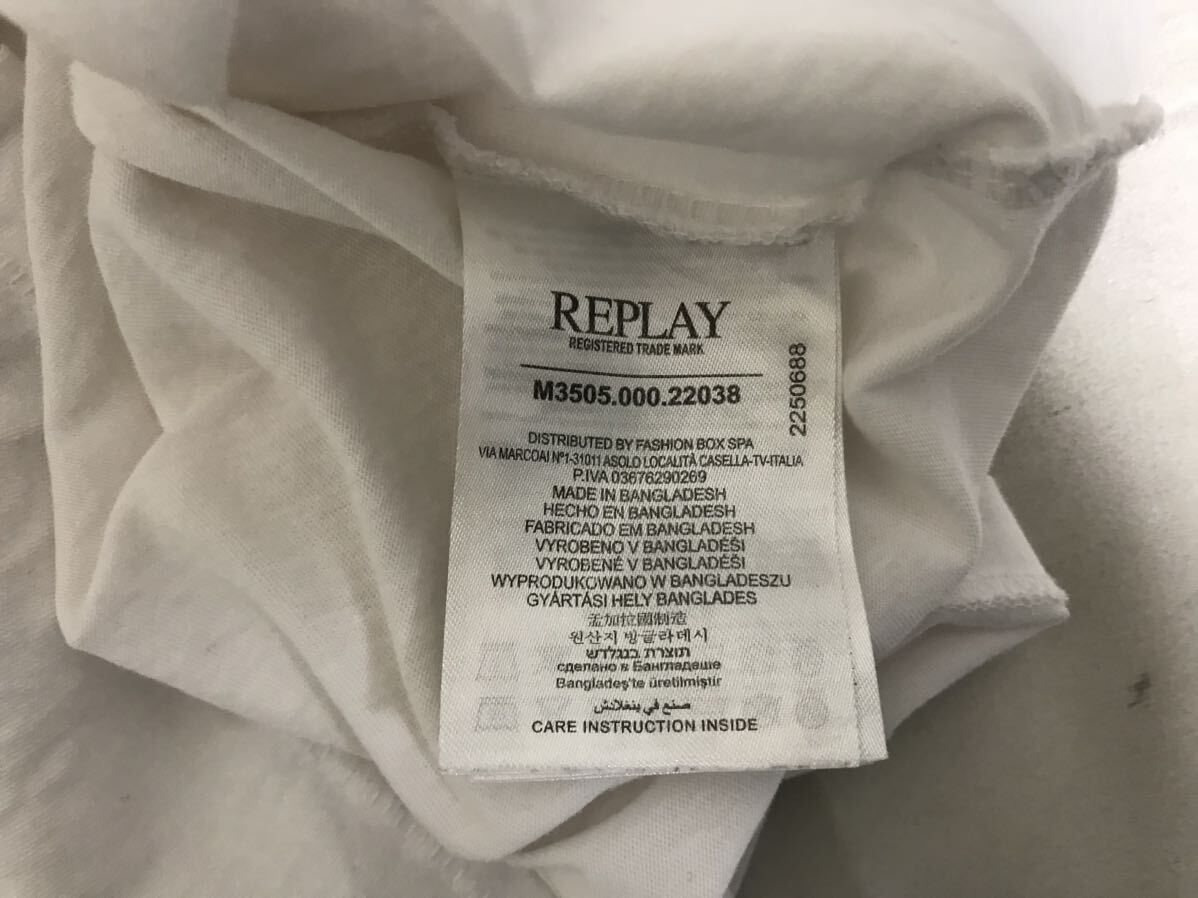 REPLAY
REGISTERED TRADE MARK
M3505.000.22038
2250688
DISTRIBUTED BY FASHION BOX SPA
VIA MARCOAI N°1-31011 ASOLO LOCALITÀ CASELLA-TV-ITALIA
P.IVA 03676290269
MADE IN BANGLADESH
HECHO EN BANGLADESH
FABRICADO EM BANGLADESH
VYROBENO V BANGLADÉŠI
VYROBENÉ V BANGLADÉŠI
WYPRODUKOWANO W BANGLADESZU
GYÁRTÁSI HELY BANGLADES
孟加拉國制造
원산지 방글라데시
תוצרת בנגלדש
сделано в Бангладеше
Bangladeş'te üretilmiştir
صنع في بنغلادش
CARE INSTRUCTION INSIDE